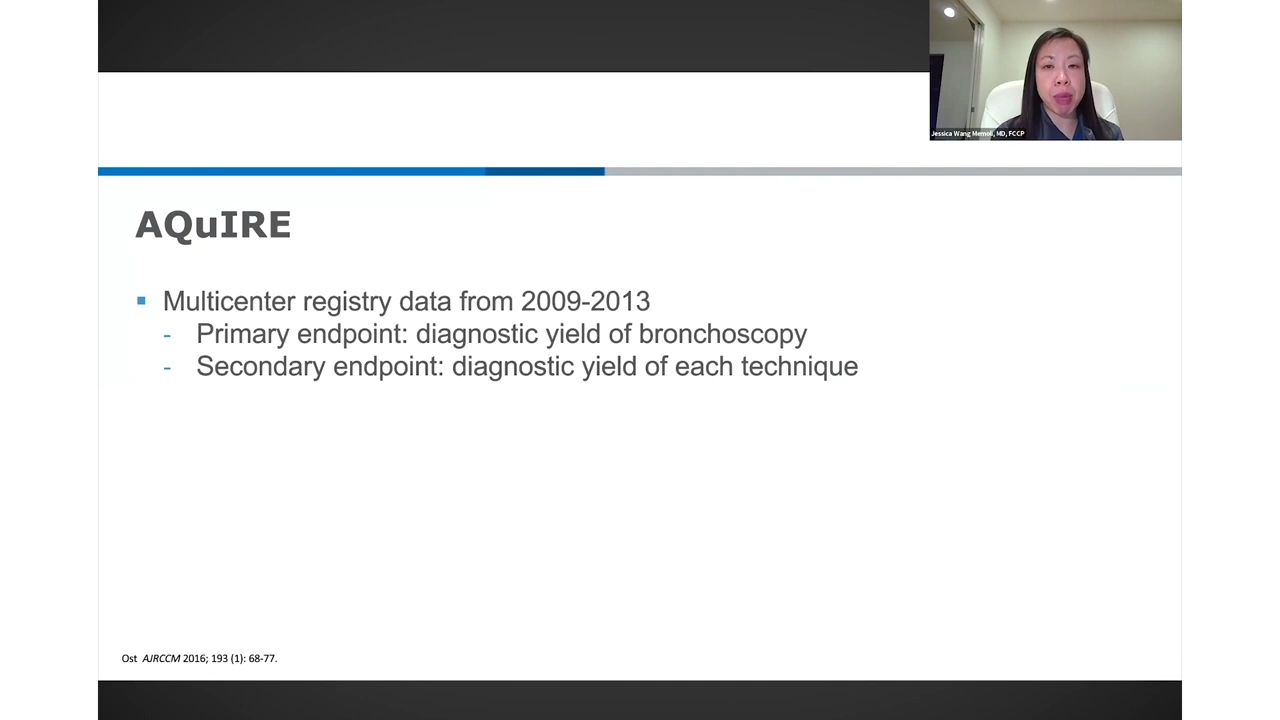 Jessica Wang Memoli, MD, FCCP
AQuIRE
▪ Multicenter registry data from 2009-2013
- Primary endpoint: diagnostic yield of bronchoscopy
- Secondary endpoint: diagnostic yield of each technique
Ost AJRCCM 2016; 193 (1): 68-77.